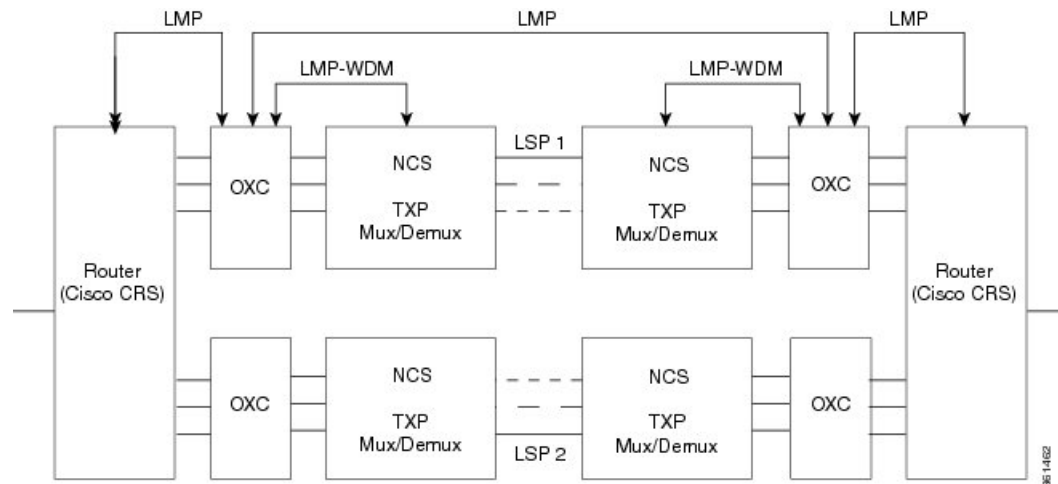 LMP
LMP
LMP
LMP-WDM
LMP-WDM
LSP 1
NCS
NCS
OXC
OXC
TXP
Mux/Demux
TXP
Mux/Demux
Router
(Cisco CRS)
Router
(Cisco CRS)
NCS
NCS
OXC
OXC
TXP
Mux/Demux
TXP
Mux/Demux
LSP 2